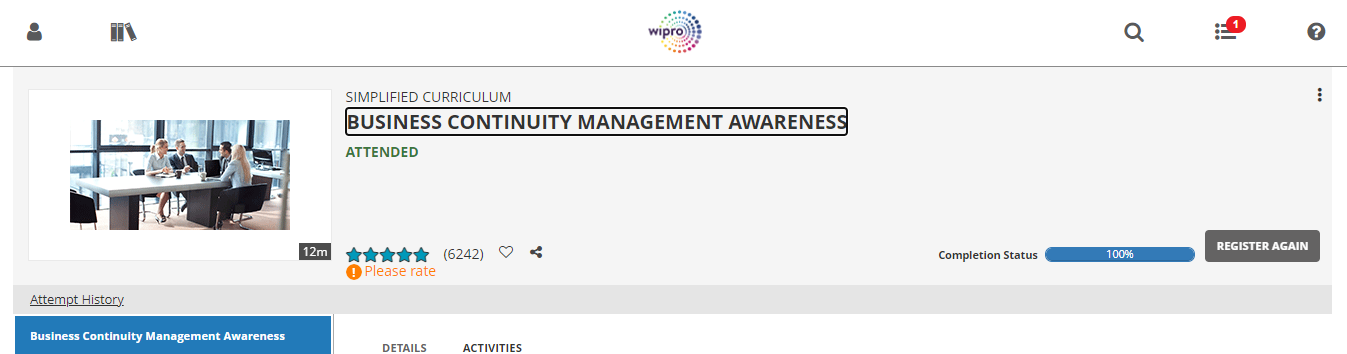 wipro
1
SIMPLIFIED CURRICULUM
BUSINESS CONTINUITY MANAGEMENT AWARENESS
ATTENDED
12m
(6242)
Please rate
Completion Status
100%
REGISTER AGAIN
Attempt History
Business Continuity Management Awareness
DETAILS
ACTIVITIES